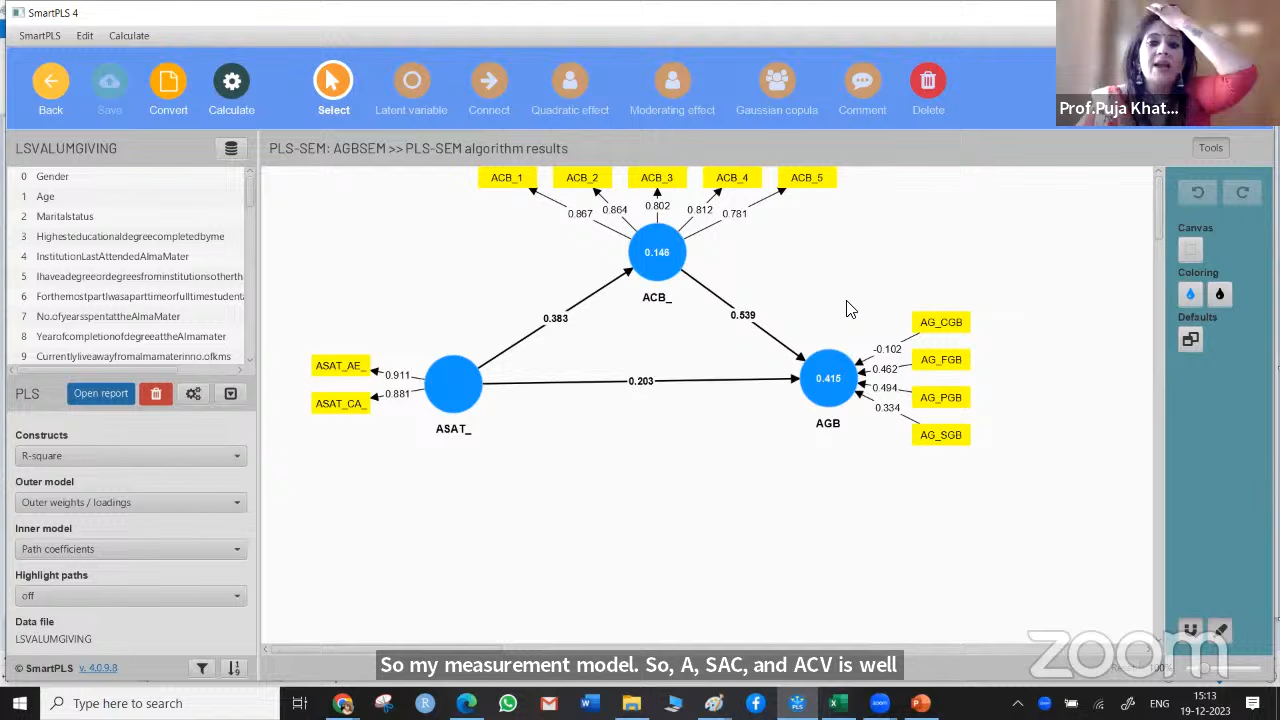 SmartPLS 4
SmartPLS Edit Calculate
Back Save Convert Calculate Select Latent variable Connect Quadratic effect Moderating effect Gaussian copula Comment Delete
Prof.Puja Khat...
LSVALUMGIVING
PLS-SEM: AGBSEM >> PLS-SEM algorithm results
Tools
0 Gender
1 Age
2 Maritalstatus
3 Highesteducationaldegreecompletedbyme
4 InstitutionLastAttendedAlmaMater
5 Ihaveadegreeordegreesfrominstitutionsotherth
6 ForthemostpartIwasaparttimeorfulltimestudent
7 No.ofyearsspentattheAlmaMater
8 YearofcompletionofdegreeattheAlmamater
9 Currentlyliveawayfromalmamaterinno.ofkms
ACB_1 ACB_2 ACB_3 ACB_4 ACB_5
0.867 0.864 0.802 0.812 0.781
0.146
ACB_
0.383 0.539
ASAT_AE_ 0.911
ASAT_CA_ 0.881
ASAT_
0.203
0.415
AGB
AG_CGB
-0.102
AG_FGB
0.462
AG_PGB
0.494
AG_SGB
0.334
Canvas
Coloring
Defaults
PLS Open report
Constructs
R-square
Outer model
Outer weights / loadings
Inner model
Path coefficients
Highlight paths
off
Data file
LSVALUMGIVING
© SmartPLS v. 4.0.9.8
So my measurement model. So, A, SAC, and ACV is well
zoom
Type here to search
ENG
15:13
19-12-2023